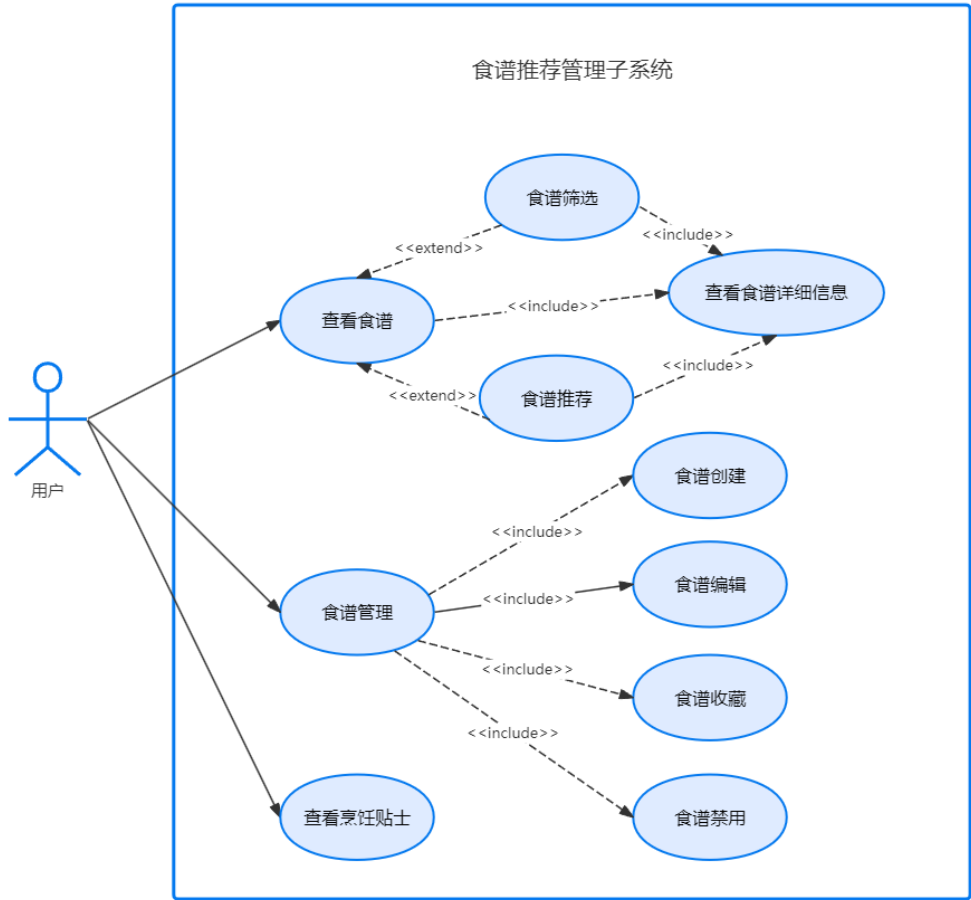 食谱推荐管理子系统
食谱筛选
<<extend>>
<<include>>
查看食谱
<<include>>
查看食谱详细信息
<<extend>>
食谱推荐
<<include>>
用户
食谱创建
<<include>>
食谱管理
<<include>>
食谱编辑
<<include>>
食谱收藏
<<include>>
查看烹饪贴士
食谱禁用